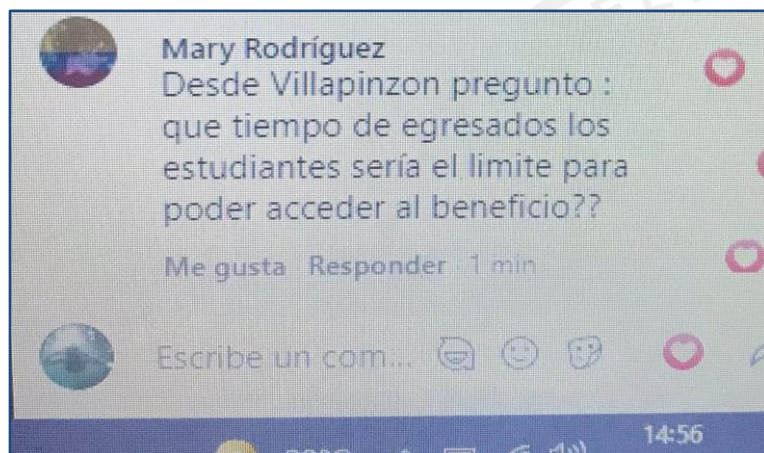 Mary Rodríguez
Desde Villapinzon pregunto :
que tiempo de egresados los
estudiantes sería el limite para
poder acceder al beneficio??
Me gusta Responder · 1 min
Escribe un com...
14:56